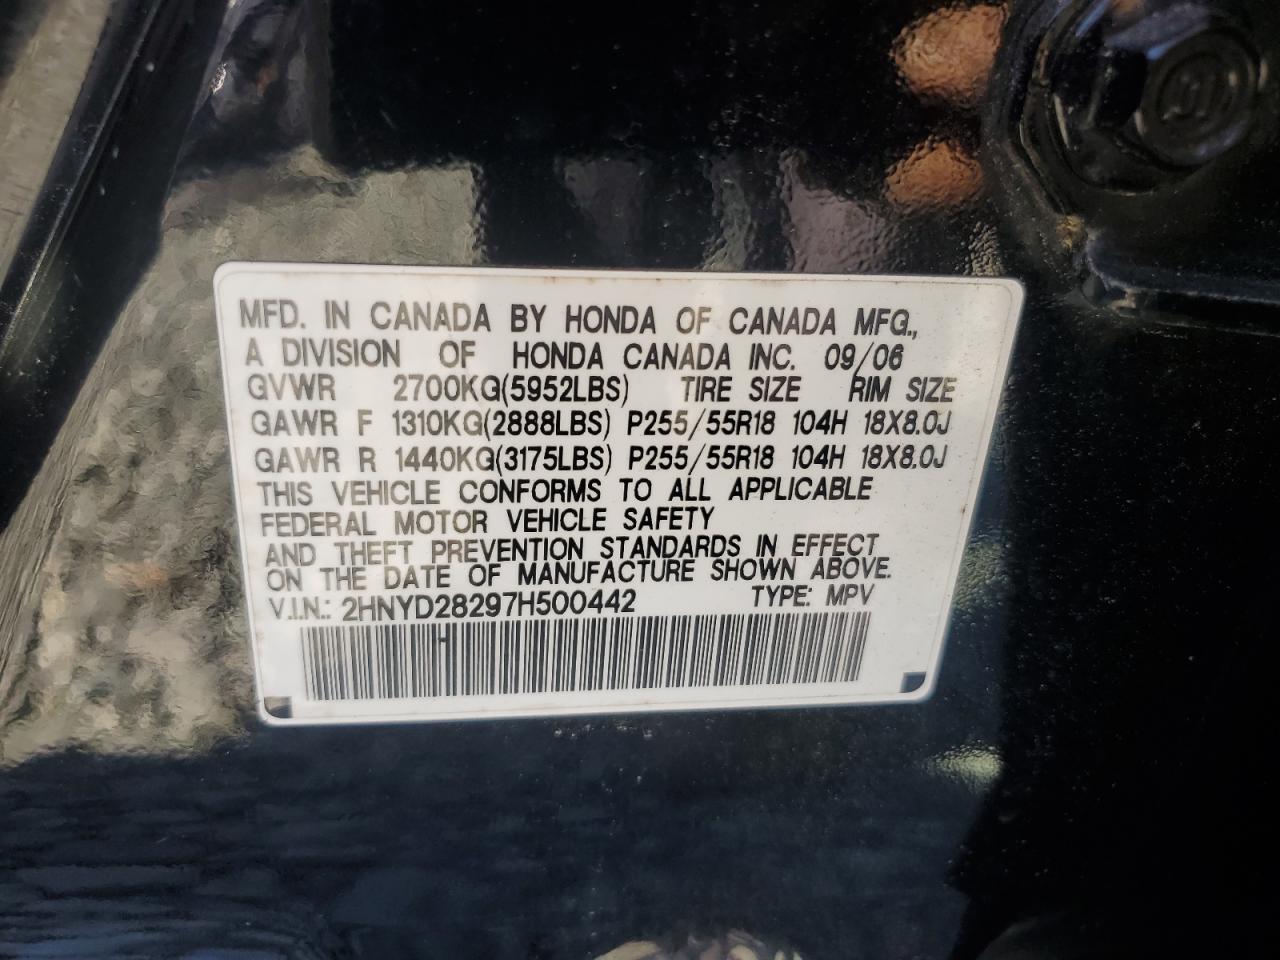 MFD. IN CANADA BY HONDA OF CANADA MFG.,
A DIVISION OF HONDA CANADA INC. 09/06
GVWR 2700KG(5952LBS) TIRE SIZE RIM SIZE
GAWR F 1310KG(2888LBS) P255/55R18 104H 18X8.0J
GAWR R 1440KG(3175LBS) P255/55R18 104H 18X8.0J
THIS VEHICLE CONFORMS TO ALL APPLICABLE
FEDERAL MOTOR VEHICLE SAFETY
AND THEFT PREVENTION STANDARDS IN EFFECT
ON THE DATE OF MANUFACTURE SHOWN ABOVE.
V.I.N.: 2HNYD28297H500442 TYPE: MPV